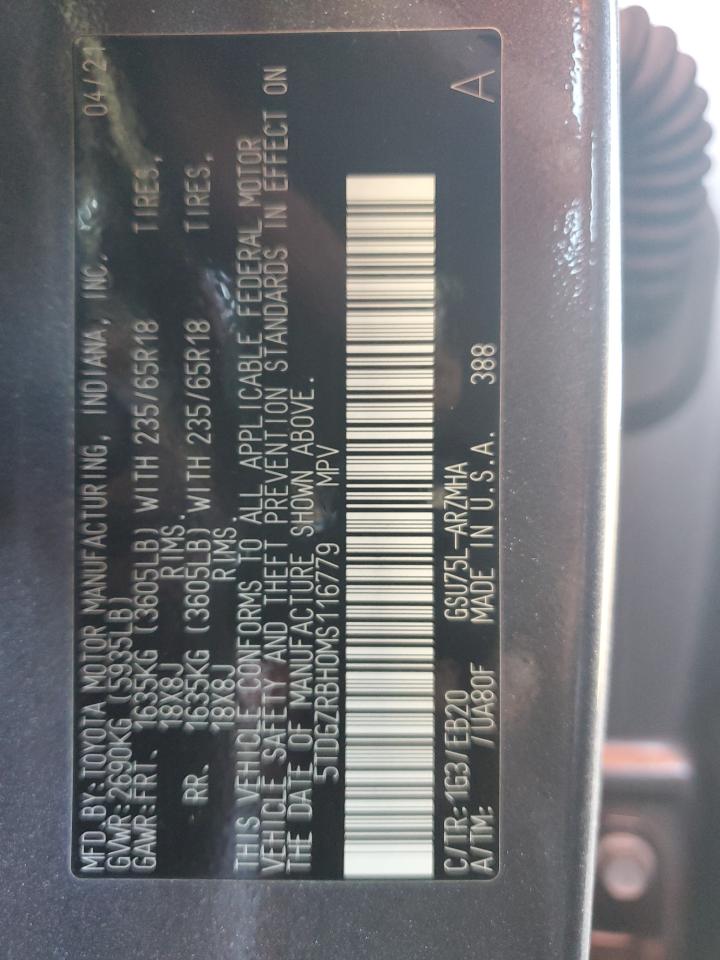 MFD.BY:TOYOTA MOTOR MANUFACTURING, INDIANA, INC. 04/21
GVWR:2690KG (5935LB)
GAWR:FRT. 1635KG (3605LB) WITH 235/65R18 TIRES,
18X8J RIMS.
RR. 1635KG (3605LB) WITH 235/65R18 TIRES,
18X8J RIMS.
THIS VEHICLE CONFORMS TO ALL APPLICABLE FEDERAL MOTOR
VEHICLE SAFETY AND THEFT PREVENTION STANDARDS IN EFFECT ON
THE DATE OF MANUFACTURE SHOWN ABOVE.
5TDGZRBH0MS116779 MPV
C/TR:1G3/EB20 GSU75L-ARZMHA
A/TM: /UA80F MADE IN U.S.A. 388 A